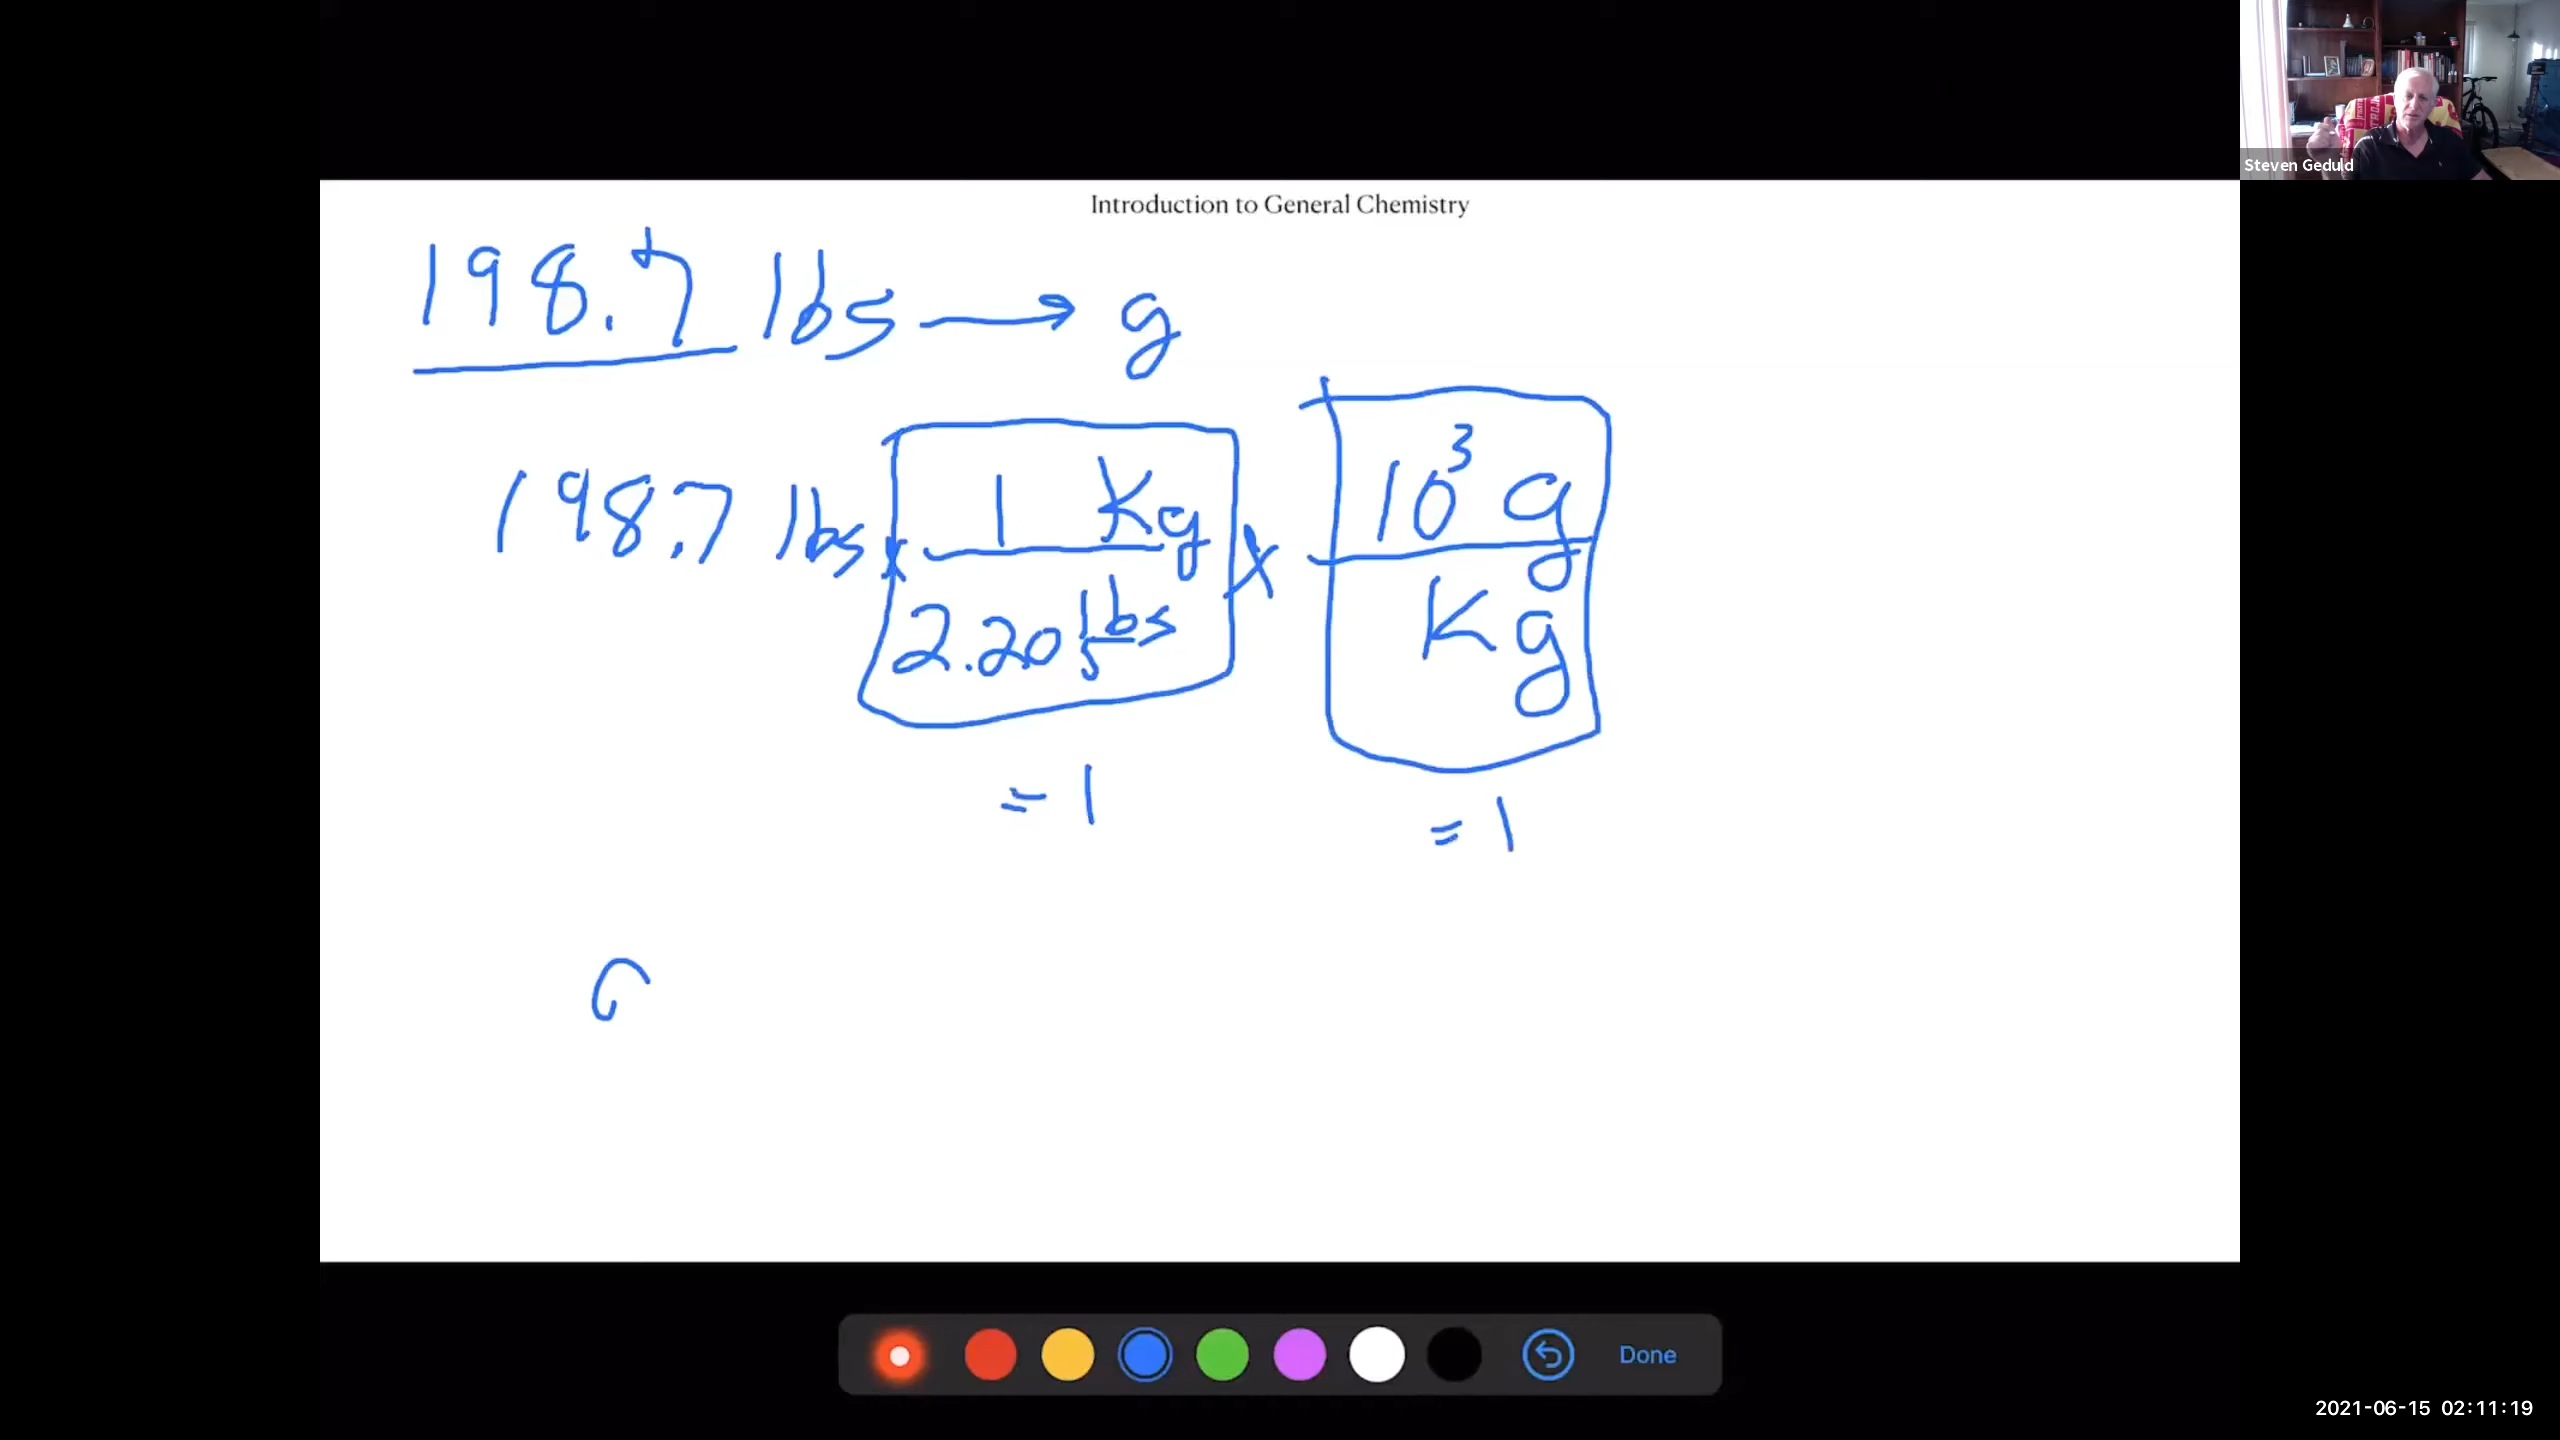 Steven Geduld
Introduction to General Chemistry
198.7 lbs → g
198.7 lbs x 1 Kg / 2.205 lbs x 10³ g / Kg
= 1
= 1
Done
2021-06-15 02:11:19